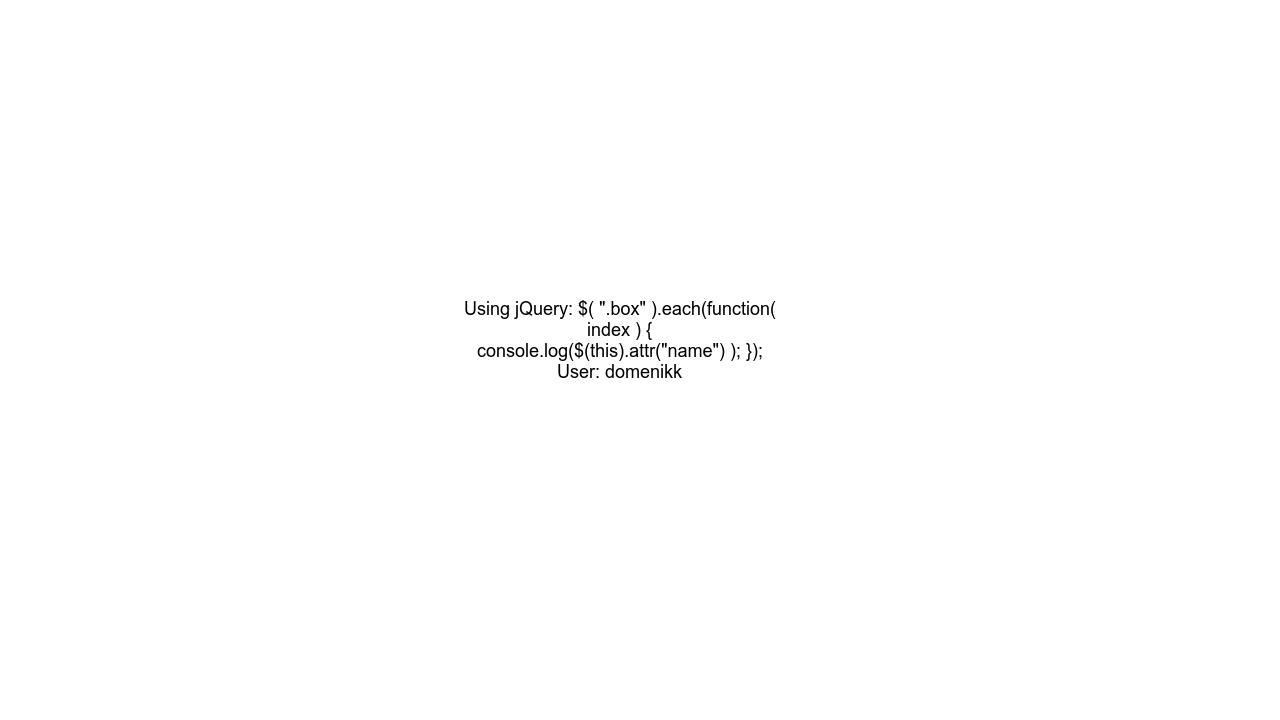 Using jQuery: $( ".box" ).each(function(
index ) {
console.log($(this).attr("name") ); });
User: domenikk